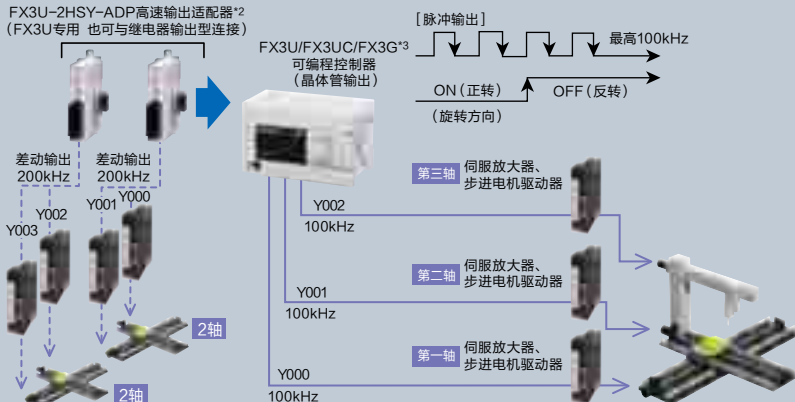 FX3U-2HSY-ADP高速输出适配器*2
(FX3U专用 也可与继电器输出型连接)
FX3U/FX3UC/FX3G*3
可编程控制器
(晶体管输出)
[脉冲输出]
最高100kHz
ON(正转)
OFF(反转)
(旋转方向)
差动输出
200kHz
差动输出
200kHz
Y003
Y002
Y001
Y000
2轴
2轴
第三轴
伺服放大器、
步进电机驱动器
Y002
100kHz
第二轴
伺服放大器、
步进电机驱动器
Y001
100kHz
第一轴
伺服放大器、
步进电机驱动器
Y000
100kHz